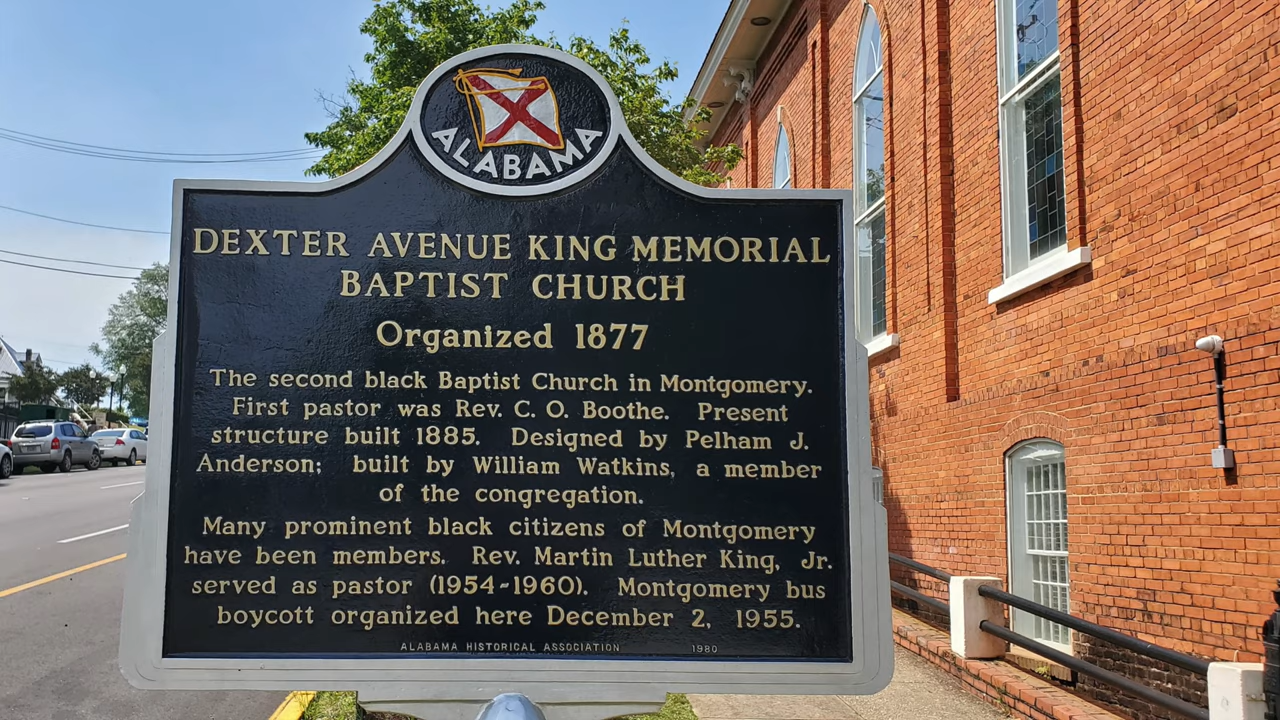 ALABAMA
DEXTER AVENUE KING MEMORIAL
BAPTIST CHURCH
Organized 1877
The second black Baptist Church in Montgomery.
First pastor was Rev. C. O. Boothe. Present
structure built 1885. Designed by Pelham J.
Anderson; built by William Watkins, a member
of the congregation.
Many prominent black citizens of Montgomery
have been members. Rev. Martin Luther King, Jr.
served as pastor (1954-1960). Montgomery bus
boycott organized here December 2, 1955.
ALABAMA HISTORICAL ASSOCIATION 1980